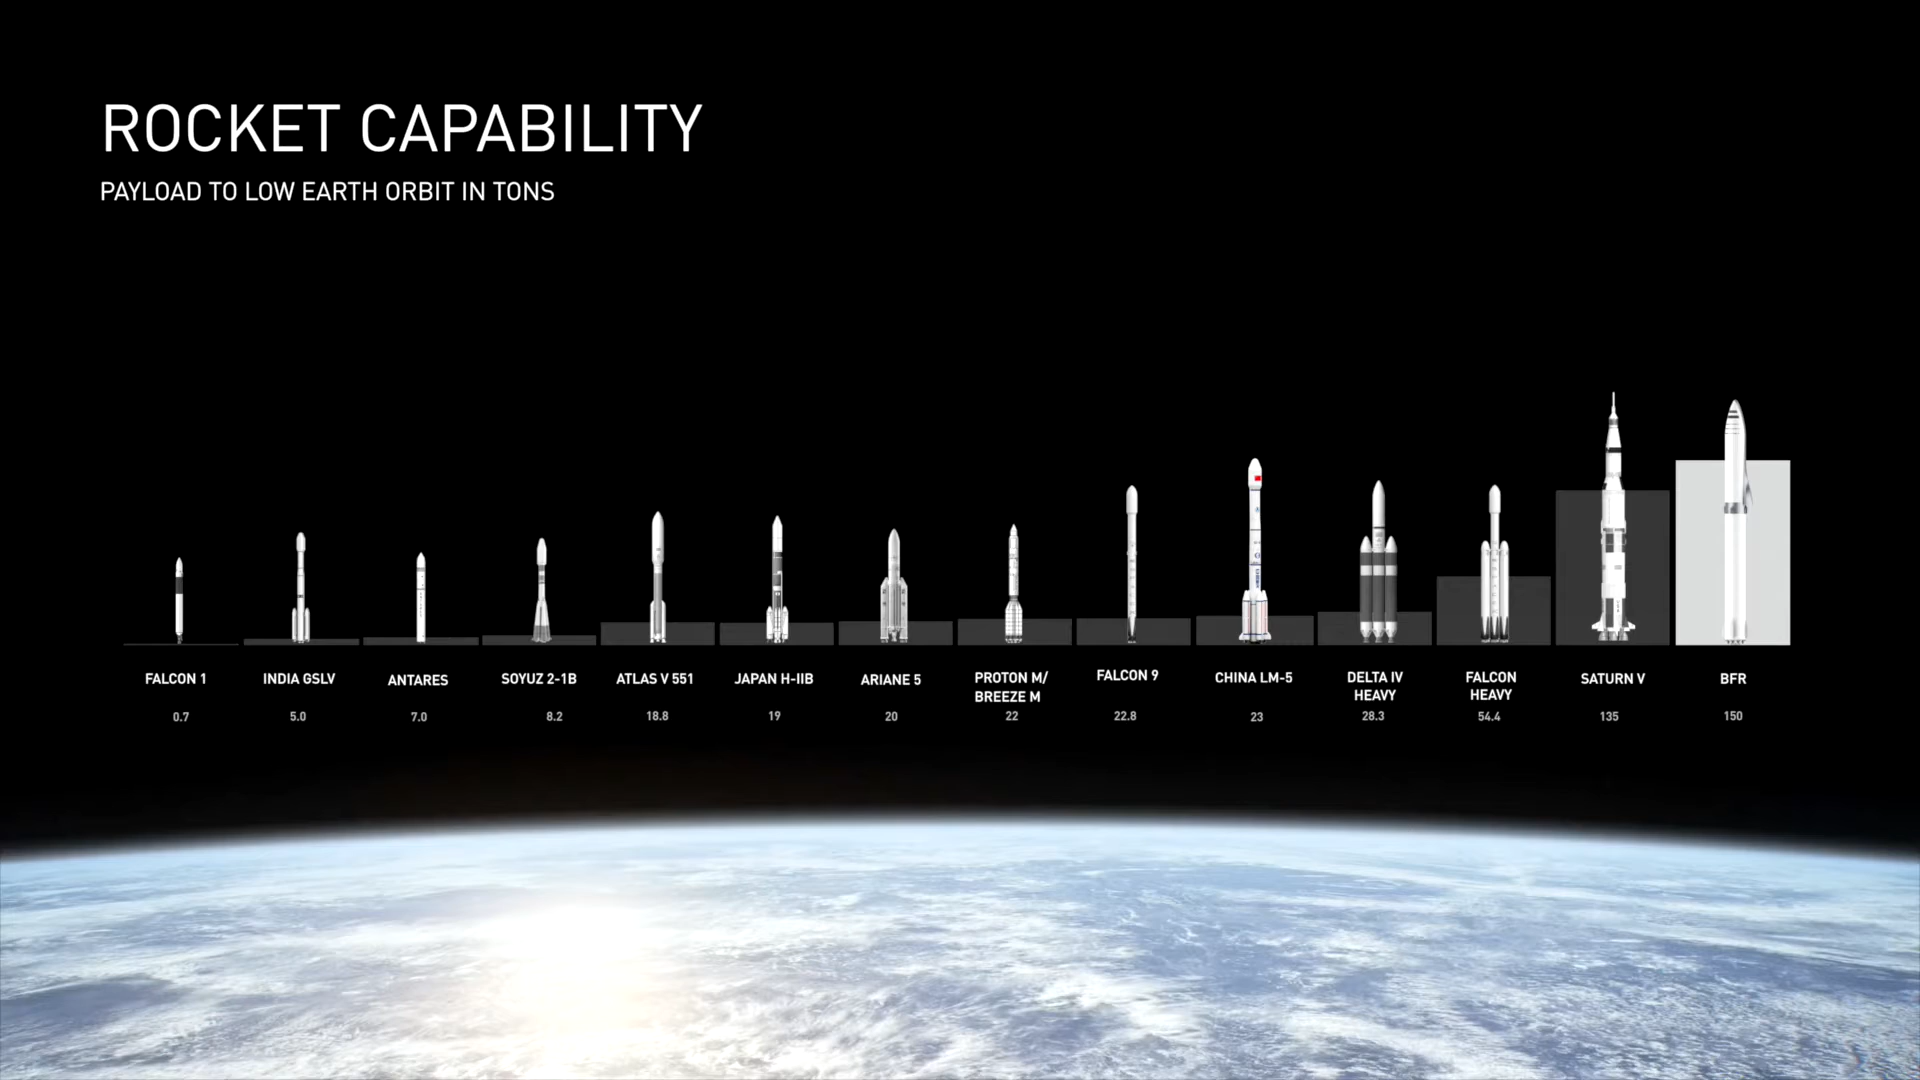 ROCKET CAPABILITY
PAYLOAD TO LOW EARTH ORBIT IN TONS
FALCON 1
0.7
INDIA GSLV
5.0
ANTARES
7.0
SOYUZ 2-1B
8.2
ATLAS V 551
18.8
JAPAN H-IIB
19
ARIANE 5
20
PROTON M/
BREEZE M
22
FALCON 9
22.8
CHINA LM-5
23
DELTA IV
HEAVY
28.3
FALCON
HEAVY
54.4
SATURN V
135
BFR
150